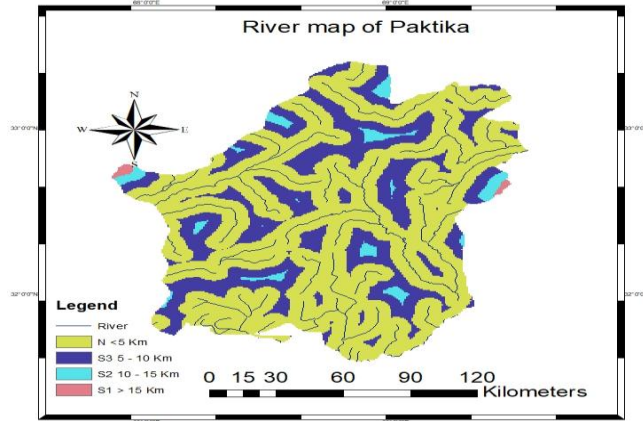 River map of Paktika
N
W
E
S
Legend
River
N <5 Km
S3 5 - 10 Km
S2 10 - 15 Km
S1 > 15 Km
0 15 30 60 90 120
Kilometers